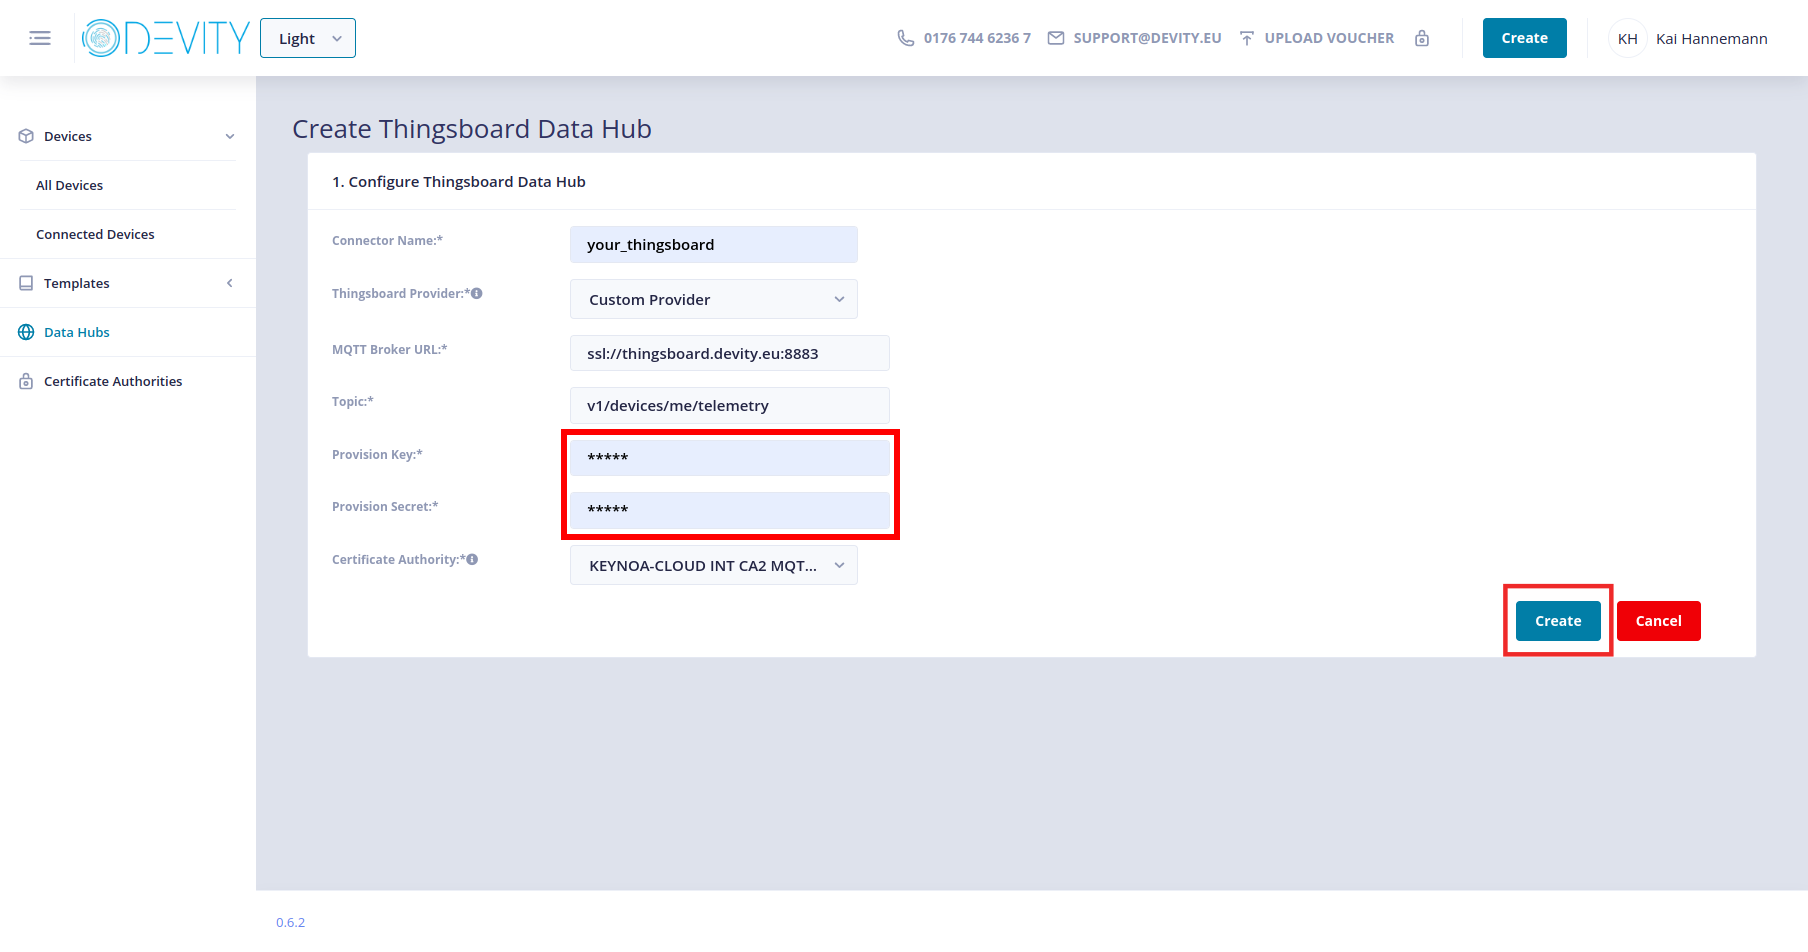 DEVITY
Light
0176 744 6236 7
SUPPORT@DEVITY.EU
UPLOAD VOUCHER
Create
KH
Kai Hannemann
Devices
All Devices
Connected Devices
Templates
Data Hubs
Certificate Authorities
Create Thingsboard Data Hub
1. Configure Thingsboard Data Hub
Connector Name:*
your_thingsboard
Thingsboard Provider:*
Custom Provider
MQTT Broker URL:*
ssl://thingsboard.devity.eu:8883
Topic:*
v1/devices/me/telemetry
Provision Key:*
*****
Provision Secret:*
*****
Certificate Authority:*
KEYNOA-CLOUD INT CA2 MQT...
Create
Cancel
0.6.2